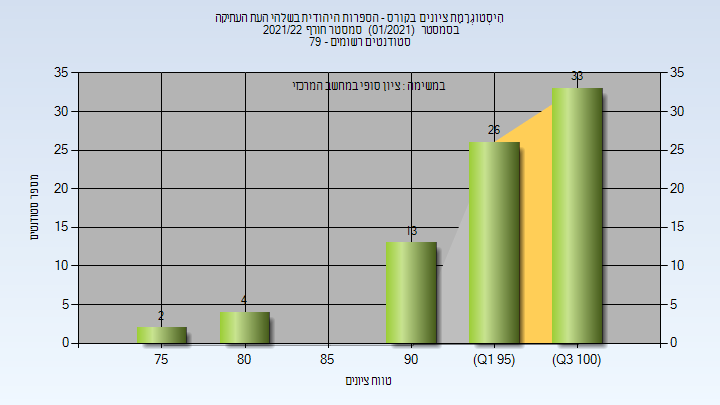 היסטוגרמת ציונים בקורס - הספרות היהודית בשלהי העת העתיקה
בסמסטר (01/2021) סמסטר חורף 2021/22
סטודנטים רשומים - 79
במשימה : ציון סופי במחשב המרכזי
35 35
30 30
25 25
20 20
15 15
10 10
5 5
0 0
2 4 13 26 33
75 80 85 90 (Q1 95) (Q3 100)
מספר סטודנטים
טווח ציונים